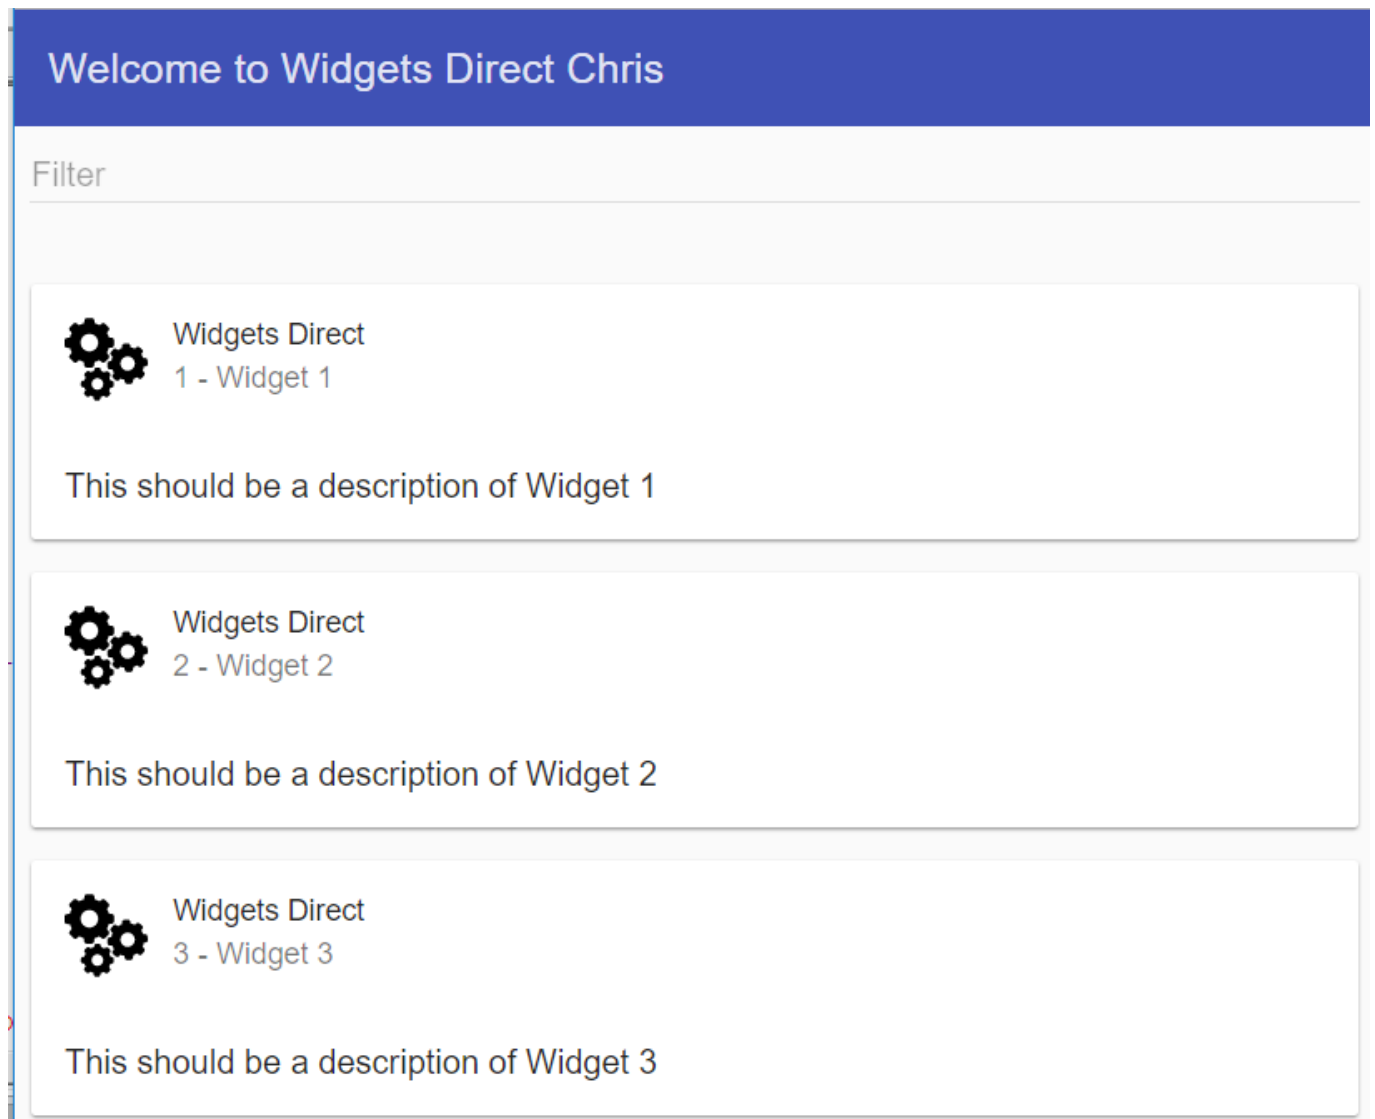 Welcome to Widgets Direct Chris
Filter
Widgets Direct
1 - Widget 1
This should be a description of Widget 1
Widgets Direct
2 - Widget 2
This should be a description of Widget 2
Widgets Direct
3 - Widget 3
This should be a description of Widget 3